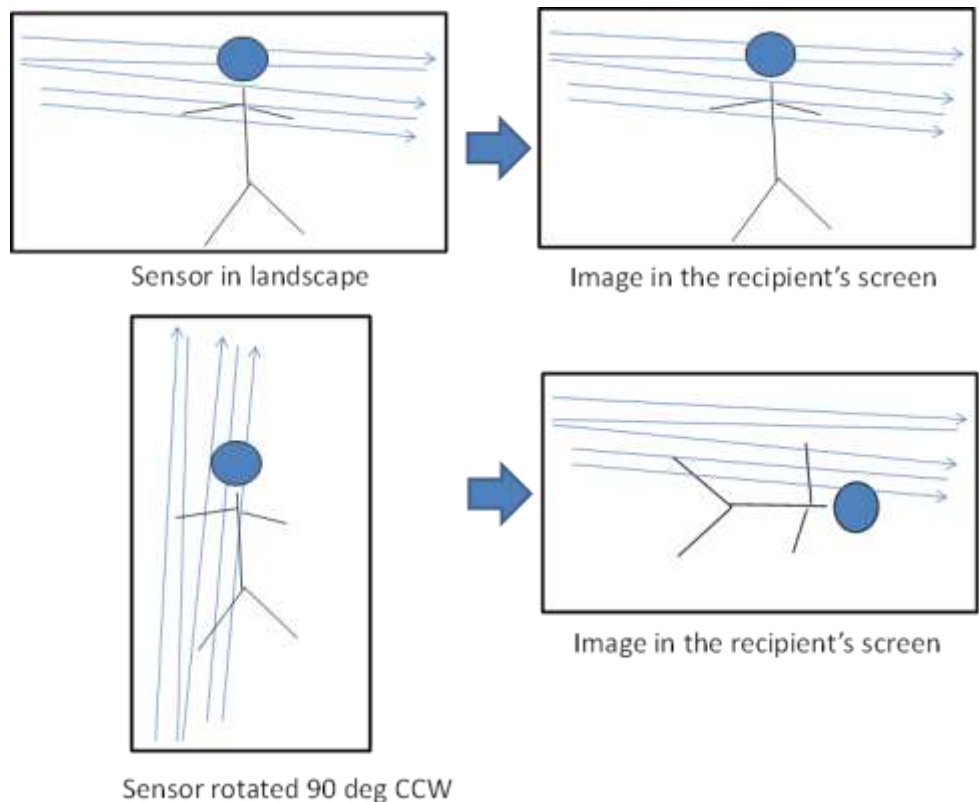 Sensor in landscape
Image in the recipient's screen
Image in the recipient's screen
Sensor rotated 90 deg CCW